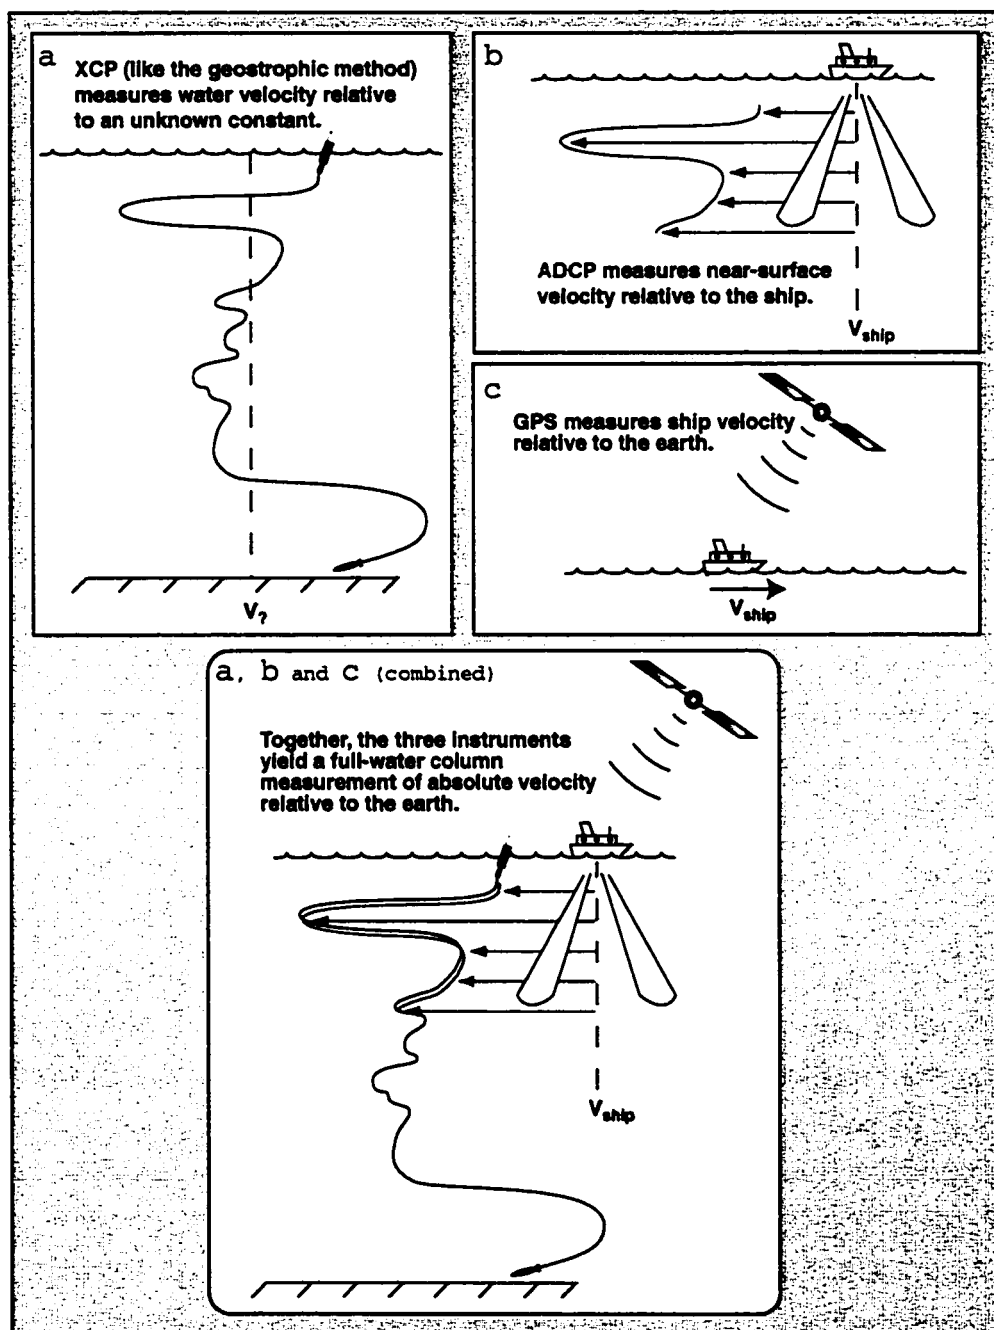 a
XCP (like the geostrophic method)
measures water velocity relative
to an unknown constant.
V?
b
ADCP measures near-surface
velocity relative to the ship.
Vship
c
GPS measures ship velocity
relative to the earth.
Vship
a, b and c (combined)
Together, the three instruments
yield a full-water column
measurement of absolute velocity
relative to the earth.
Vship